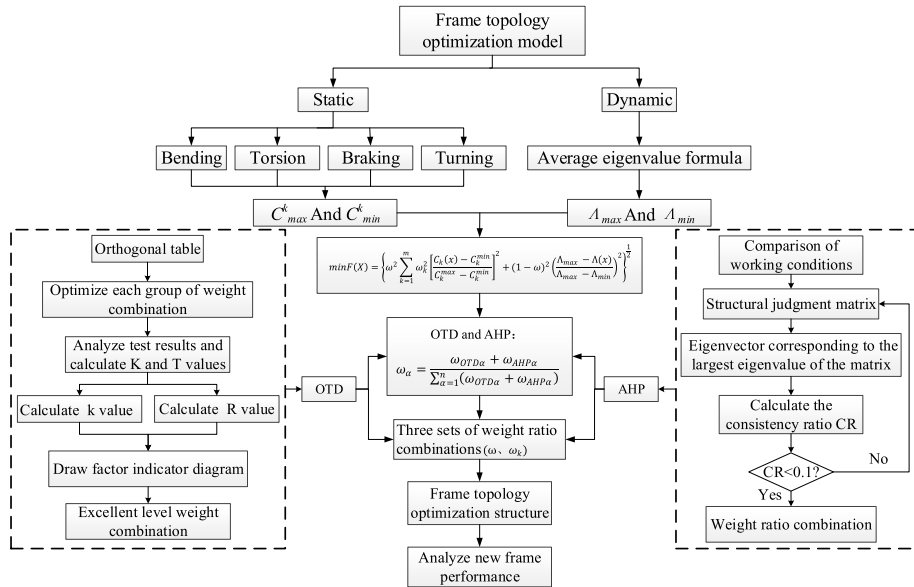 Frame topology
optimization model
Static
Dynamic
Bending
Torsion
Braking
Turning
Average eigenvalue formula
C^k_max And C^k_min
Λ_max And Λ_min
minF(X) = {ω² ∑_{k=1}^{m} ω_k² [(C_k(x) − C_k^min)/(C_k^max − C_k^min)]² + (1 − ω)² ((Λ_max − Λ(x))/(Λ_max − Λ_min))²}^{1/2}
Orthogonal table
Optimize each group of weight
combination
Analyze test results and
calculate K and T values
Calculate k value
Calculate R value
Draw factor indicator diagram
Excellent level weight
combination
OTD
OTD and AHP:
ω_α = (ω_OTDα + ω_AHPα)/(∑_{α=1}^{n}(ω_OTDα + ω_AHPα))
AHP
Three sets of weight ratio
combinations (ω、ω_k)
Frame topology
optimization structure
Analyze new frame
performance
Comparison of
working conditions
Structural judgment matrix
Eigenvector corresponding to the
largest eigenvalue of the matrix
Calculate the
consistency ratio CR
CR<0.1?
No
Yes
Weight ratio combination